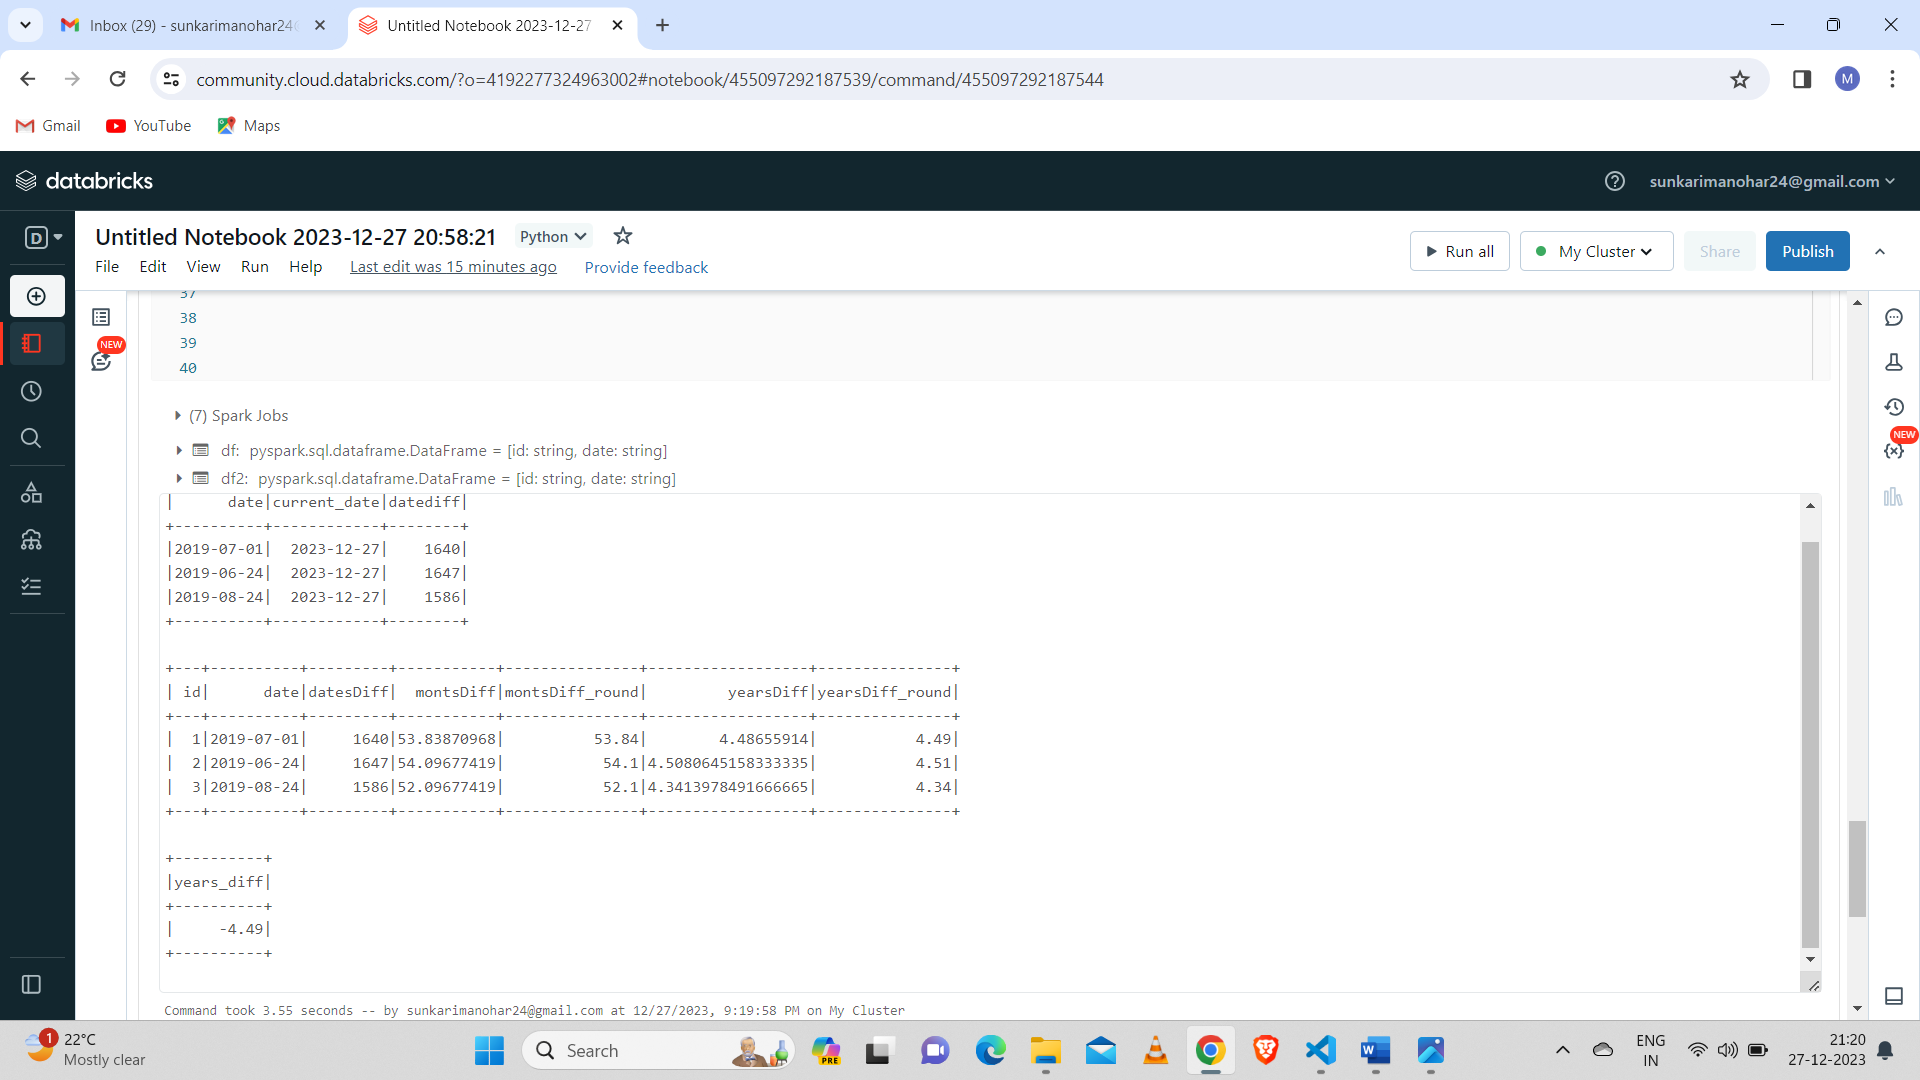 Inbox (29) - sunkarimanohar24
Untitled Notebook 2023-12-27
community.cloud.databricks.com/?o=4192277324963002#notebook/455097292187539/command/455097292187544
M
Gmail
YouTube
Maps
databricks
sunkarimanohar24@gmail.com
D
Untitled Notebook 2023-12-27 20:58:21
Python
File
Edit
View
Run
Help
Last edit was 15 minutes ago
Provide feedback
Run all
My Cluster
Share
Publish
NEW
NEW
37
38
39
40
(7) Spark Jobs
df: pyspark.sql.dataframe.DataFrame = [id: string, date: string]
df2: pyspark.sql.dataframe.DataFrame = [id: string, date: string]
|      date|current_date|datediff|
+----------+------------+--------+
|2019-07-01|  2023-12-27|    1640|
|2019-06-24|  2023-12-27|    1647|
|2019-08-24|  2023-12-27|    1586|
+----------+------------+--------+
+---+----------+---------+-----------+---------------+------------------+---------------+
| id|      date|datesDiff|  montsDiff|montsDiff_round|         yearsDiff|yearsDiff_round|
+---+----------+---------+-----------+---------------+------------------+---------------+
|  1|2019-07-01|     1640|53.83870968|          53.84|        4.48655914|           4.49|
|  2|2019-06-24|     1647|54.09677419|           54.1|4.5080645158333335|           4.51|
|  3|2019-08-24|     1586|52.09677419|           52.1|4.3413978491666665|           4.34|
+---+----------+---------+-----------+---------------+------------------+---------------+
+----------+
|years_diff|
+----------+
|     -4.49|
+----------+
Command took 3.55 seconds -- by sunkarimanohar24@gmail.com at 12/27/2023, 9:19:58 PM on My Cluster
1
22°C
Mostly clear
Search
PRE
ENG
IN
21:20
27-12-2023